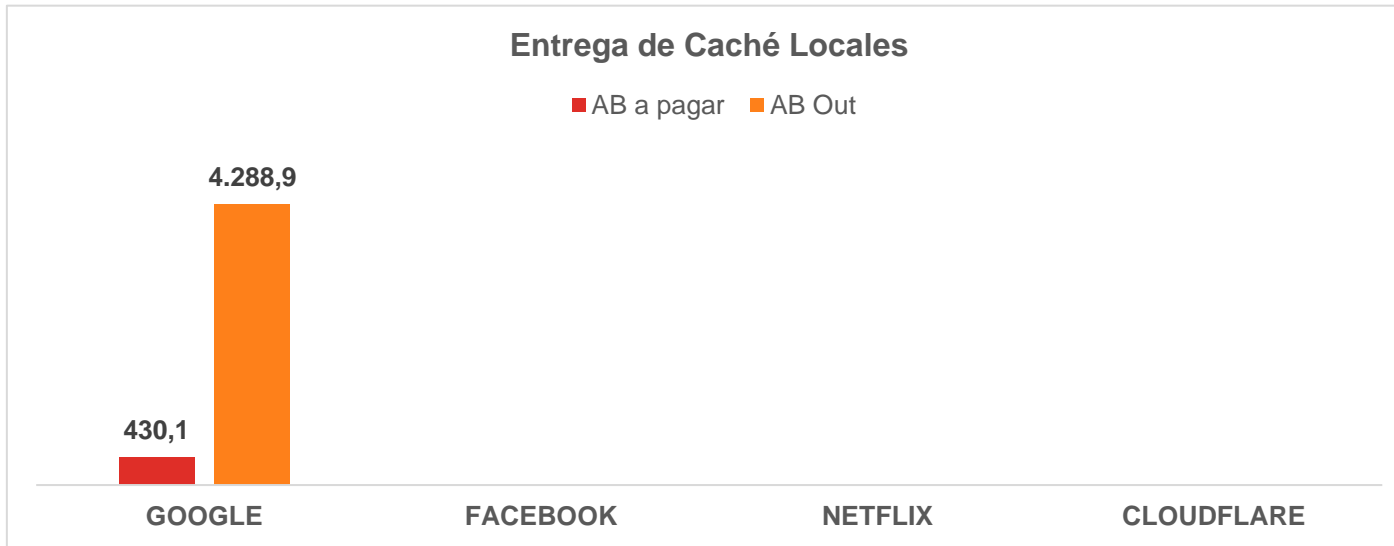 Entrega de Caché Locales
AB a pagar AB Out
4.288,9
430,1
GOOGLE FACEBOOK NETFLIX CLOUDFLARE